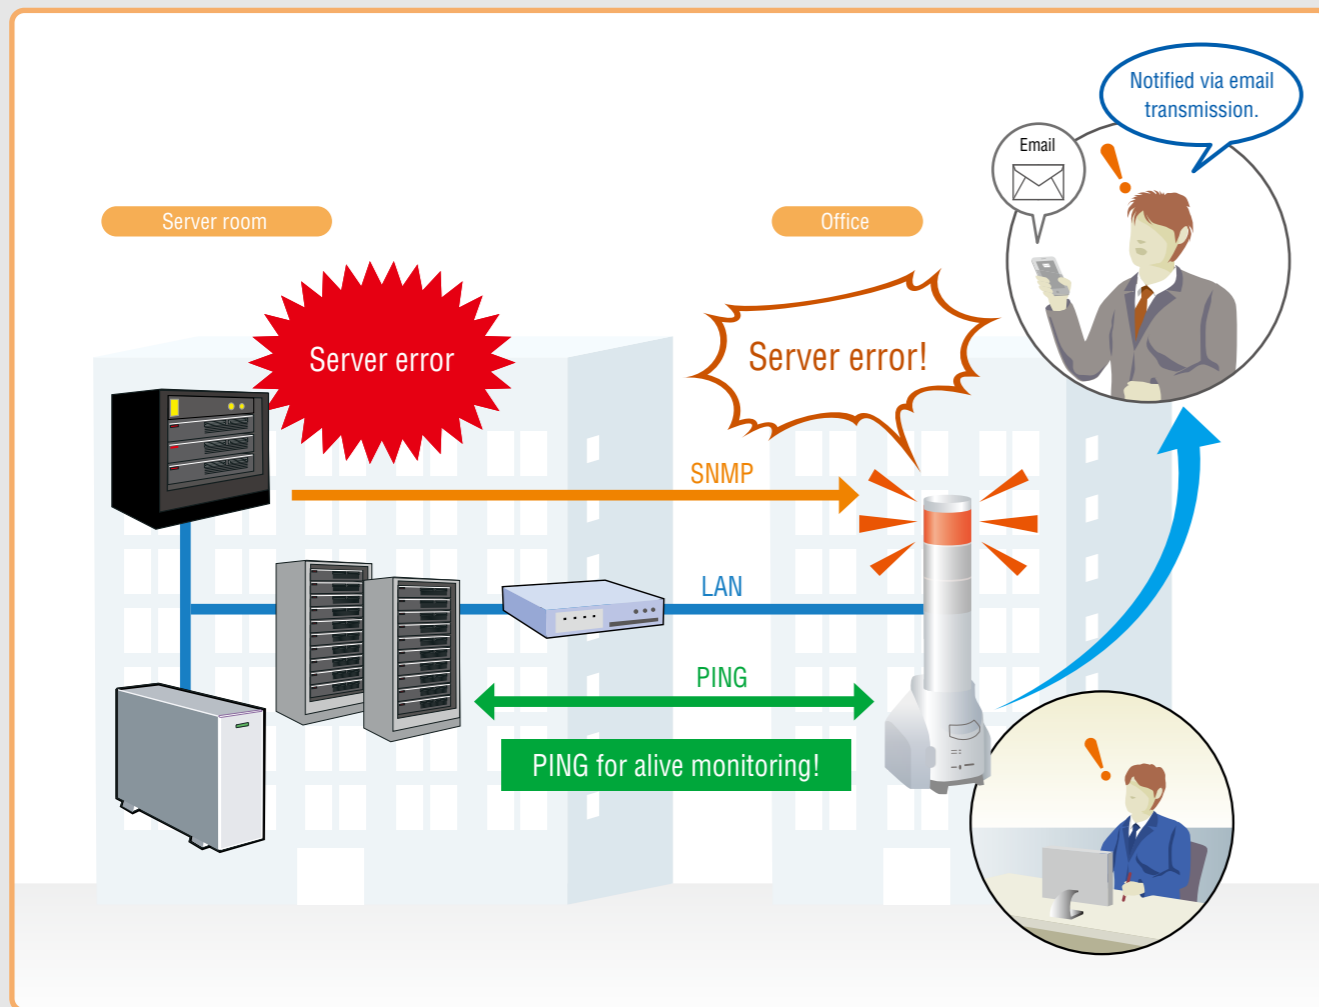 Notified via email
transmission.
Email
Server room
Office
Server error
Server error!
SNMP
LAN
PING
PING for alive monitoring!